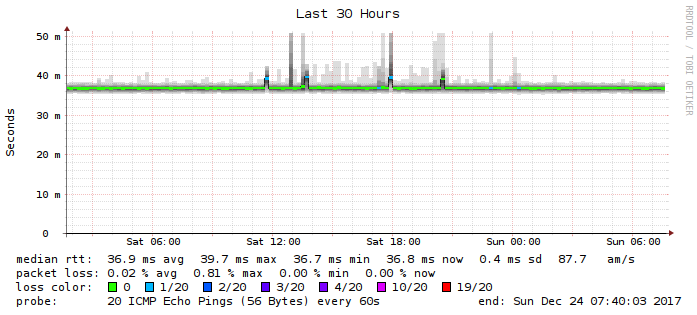 Last 30 Hours
RRDTOOL / TOBI OETIKER
Seconds
50 m
40 m
30 m
20 m
10 m
0
Sat 06:00 Sat 12:00 Sat 18:00 Sun 00:00 Sun 06:00
median rtt: 36.9 ms avg 39.7 ms max 36.7 ms min 36.8 ms now 0.4 ms sd 87.7 am/s
packet loss: 0.02 % avg 0.81 % max 0.00 % min 0.00 % now
loss color: 0 1/20 2/20 3/20 4/20 10/20 19/20
probe: 20 ICMP Echo Pings (56 Bytes) every 60s end: Sun Dec 24 07:40:03 2017